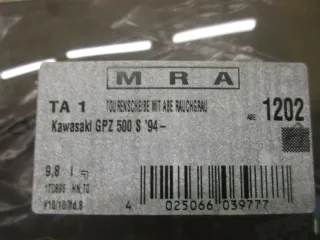 MRA
TA 1 TOURENSCHEIBE MIT ABE RAUCHGRAU
ABE 1202
Kawasaki GPZ 500 S '94-
9,8 I
4 025066 039777